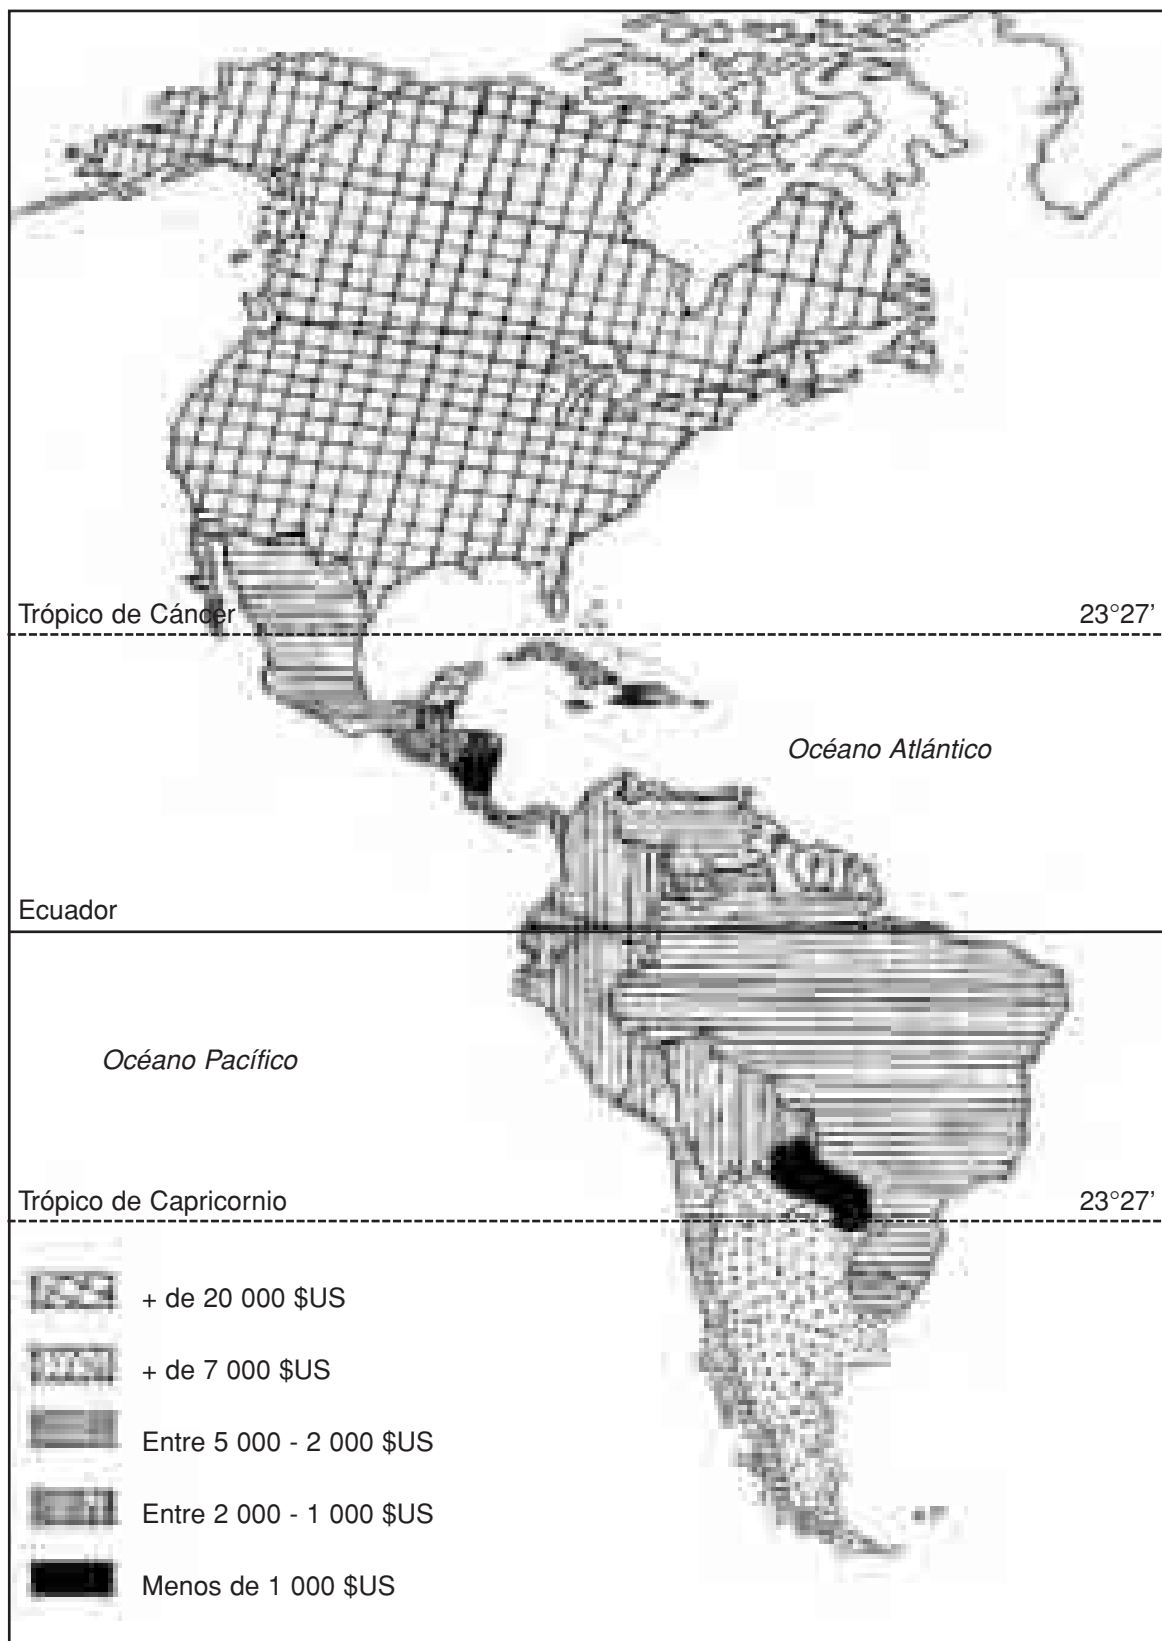 Trópico de Cáncer 23°27'
Océano Atlántico
Ecuador
Océano Pacífico
Trópico de Capricornio 23°27'
+ de 20 000 $US
+ de 7 000 $US
Entre 5 000 - 2 000 $US
Entre 2 000 - 1 000 $US
Menos de 1 000 $US